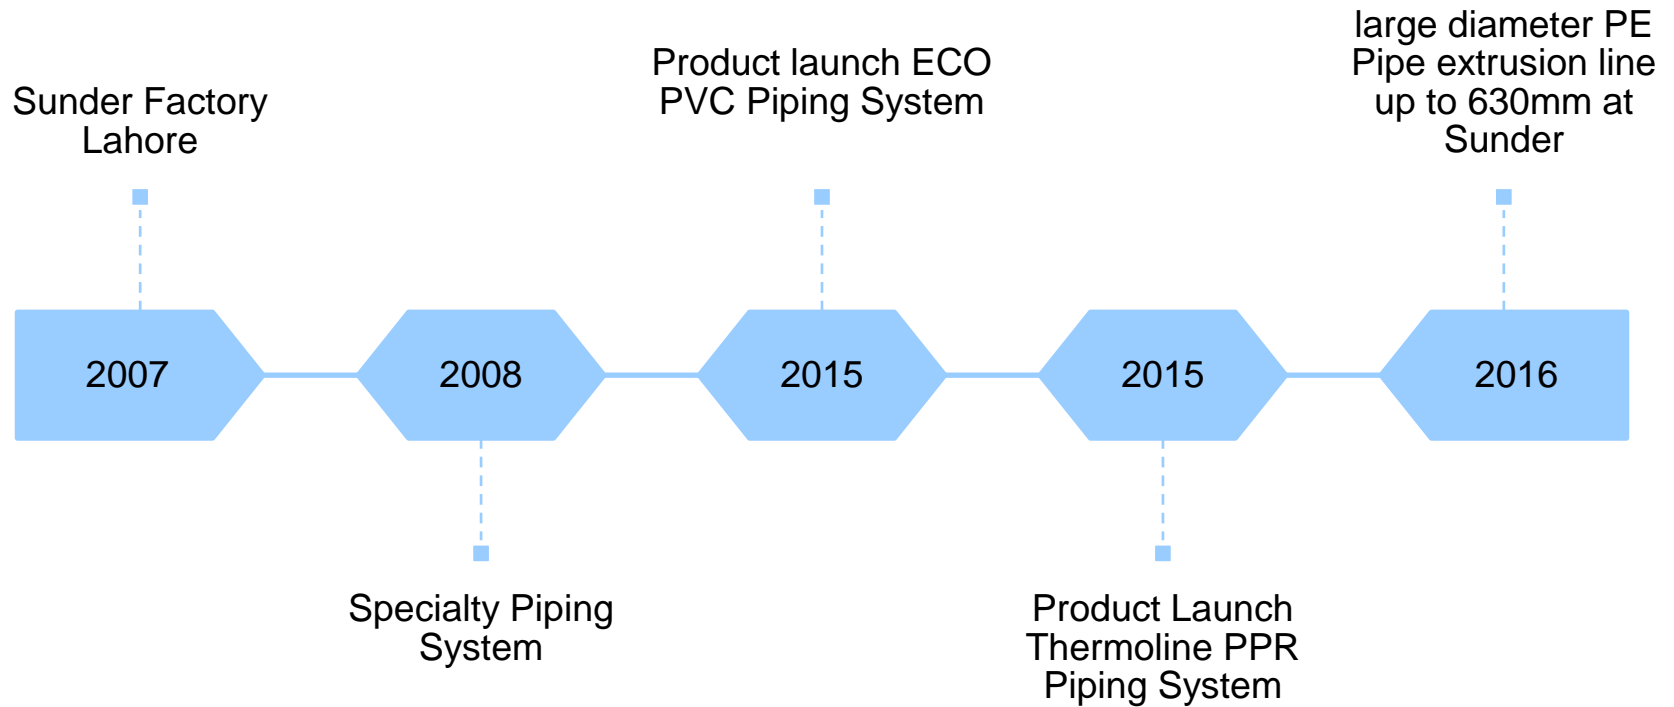 Sunder Factory
Lahore
Product launch ECO
PVC Piping System
large diameter PE
Pipe extrusion line
up to 630mm at
Sunder
2007
2008
2015
2015
2016
Specialty Piping
System
Product Launch
Thermoline PPR
Piping System